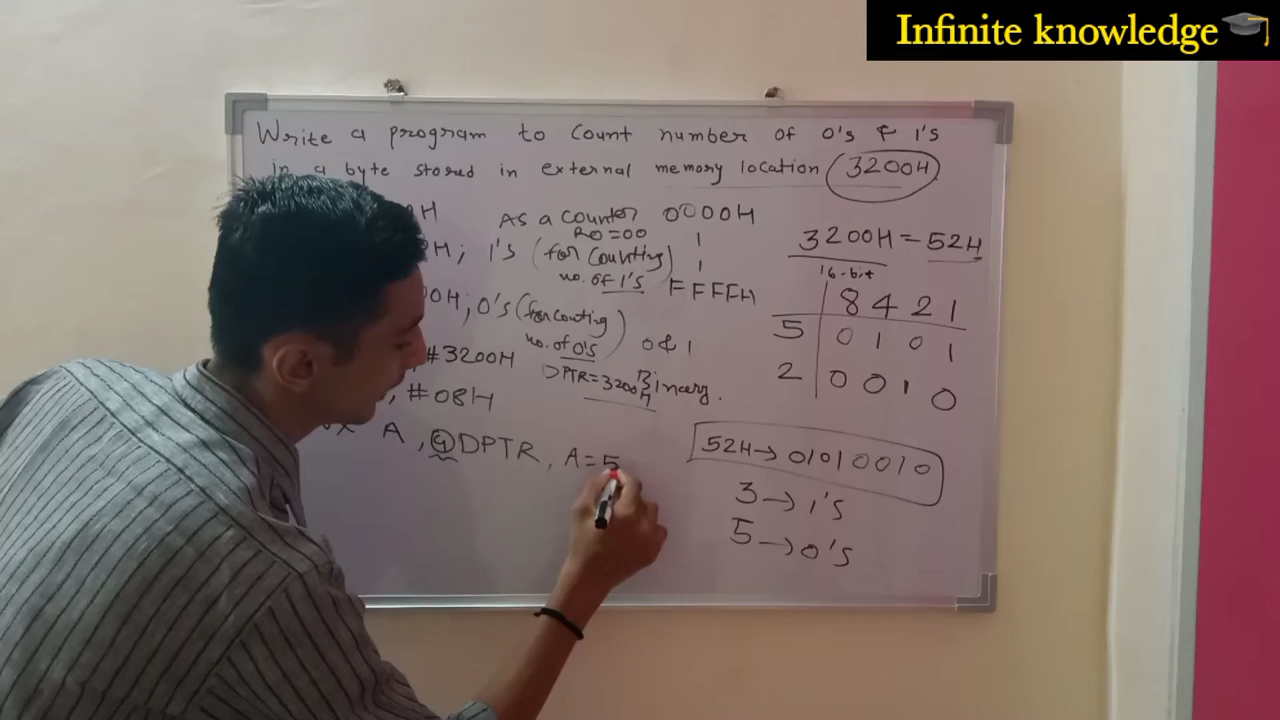 Infinite knowledge
Write a program to count number of 0's & 1's
in a byte stored in external memory location 3200H
H As a counter 0000H
R0=00 1
H; 1's (for counting no. of 1's) 1
FFFFH
00H; 0's (for couting no. of 0's) 0 & 1
#3200H DPTR=3200H Binary.
, #08H
A, @DPTR, A=5
3200H=52H
16-bit
8 4 2 1
5 0 1 0 1
2 0 0 1 0
52H→01010010
3→1's
5→0's